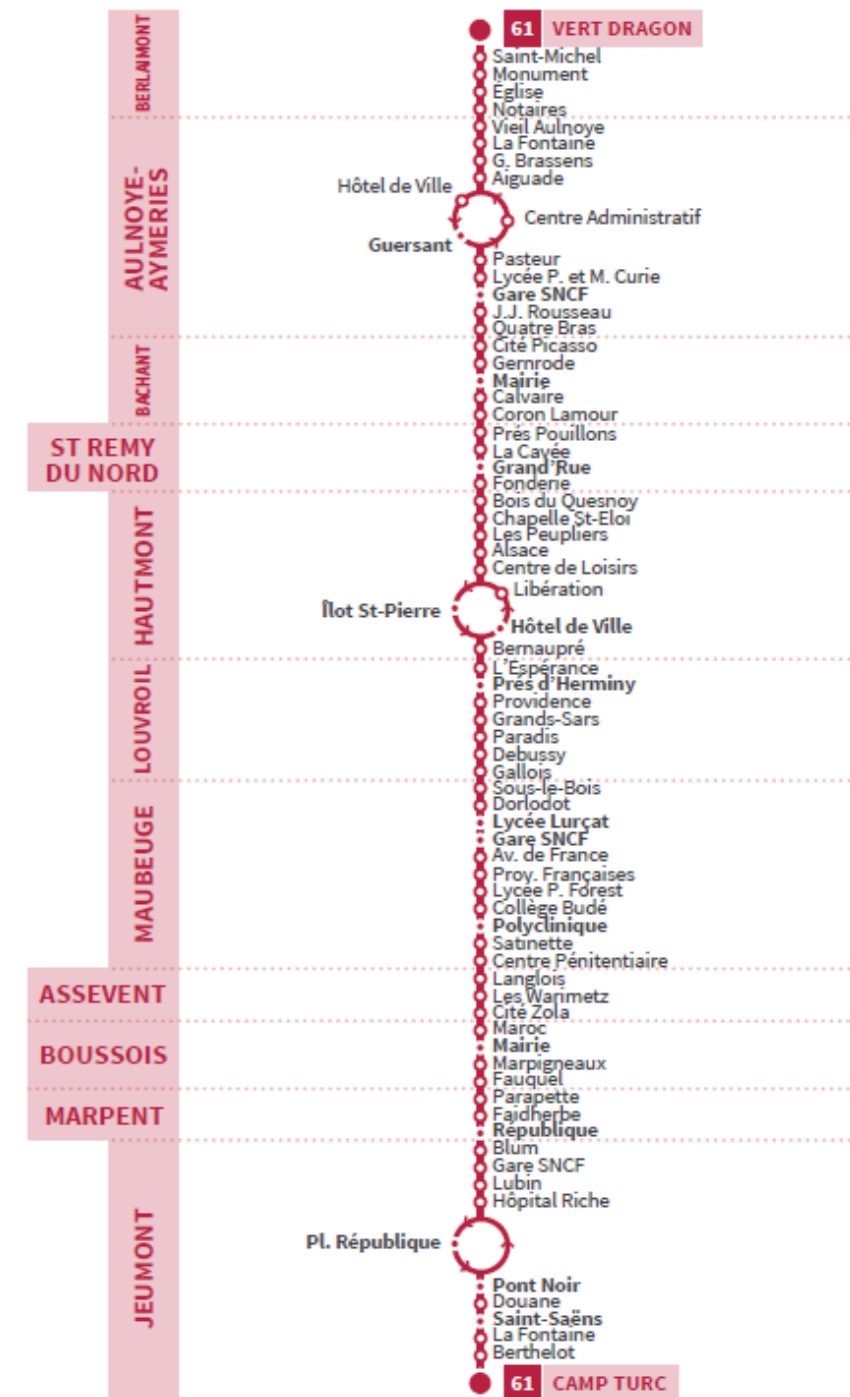 BERLAIMONT
61 VERT DRAGON
Saint-Michel
Monument
Église
Notaires
AULNOYE-
AYMERIES
Vieil Aulnoye
La Fontaine
G. Brassens
Aiguade
Hôtel de Ville
Centre Administratif
Guersant
Pasteur
Lycée P. et M. Curie
Gare SNCF
J.J. Rousseau
Quatre Bras
BACHANT
Cité Picasso
Gernrode
Mairie
Calvaire
Coron Lamour
ST REMY
DU NORD
Prés Pouillons
La Cavée
Grand'Rue
Fonderie
HAUTMONT
Bois du Quesnoy
Chapelle St-Eloi
Les Peupliers
Alsace
Centre de Loisirs
Libération
Îlot St-Pierre
Hôtel de Ville
Bernaupré
LOUVROIL
L'Espérance
Prés d'Herminy
Providence
Grands-Sars
Paradis
Debussy
Gallois
MAUBEUGE
Sous-le-Bois
Dorlodot
Lycée Lurçat
Gare SNCF
Av. de France
Prov. Françaises
Lycée P. Forest
Collège Budé
Polyclinique
Satinette
Centre Pénitentiaire
ASSEVENT
Langlois
Les Warimetz
Cité Zola
BOUSSOIS
Maroc
Mairie
Marpigneaux
Fauquel
MARPENT
Parapette
Faidherbe
République
JEUMONT
Blum
Gare SNCF
Lubin
Hôpital Riche
Pl. République
Pont Noir
Douane
Saint-Saëns
La Fontaine
Berthelot
61 CAMP TURC